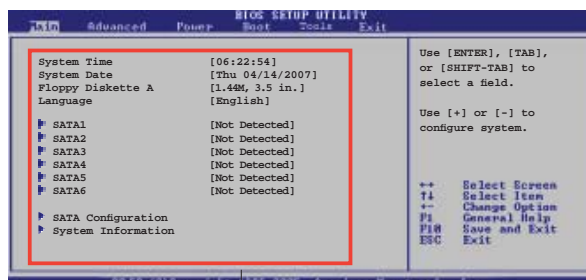 BIOS SETUP UTILITY
Main Advanced Power Boot Tools Exit
System Time [06:22:54]
System Date [Thu 04/14/2007]
Floppy Diskette A [1.44M, 3.5 in.]
Language [English]
SATA1 [Not Detected]
SATA2 [Not Detected]
SATA3 [Not Detected]
SATA4 [Not Detected]
SATA5 [Not Detected]
SATA6 [Not Detected]
SATA Configuration
System Information
Use [ENTER], [TAB],
or [SHIFT-TAB] to
select a field.
Use [+] or [-] to
configure system.
↔ Select Screen
↑↓ Select Item
+- Change Option
F1 General Help
F10 Save and Exit
ESC Exit